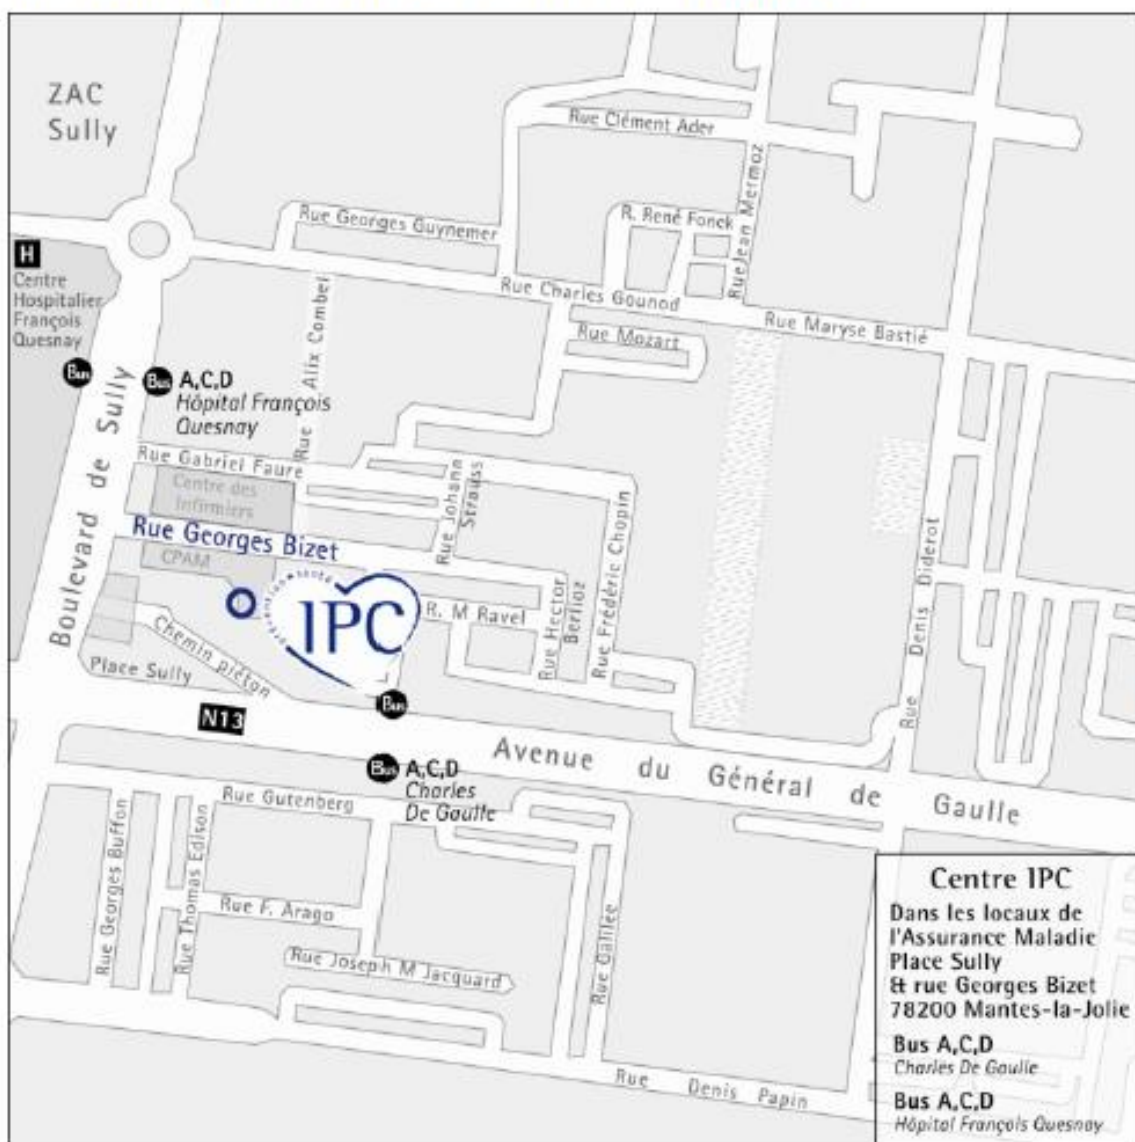 ZAC
Sully
Rue Clément Ader
Rue Jean Mermoz
R. René Fonck
Rue Georges Guynemer
H
Centre
Hospitalier
François
Quesnay
Rue Charles Gounod
Rue Maryse Bastié
Rue Mozart
Rue Alix Combel
Bus
Bus A,C,D
Hôpital François
Quesnay
Boulevard de Sully
Rue Gabriel Faure
Centre des
Infirmiers
Rue Johann
Strauss
Rue Georges Bizet
CPAM
Rue Frédéric Chopin
Rue Denis Diderot
prévention santé
IPC
R. M Ravel
Rue Hector
Berlioz
Chemin piéton
Place Sully
Bus
N13
Avenue du Général de Gaulle
Bus A,C,D
Charles
De Gaulle
Rue Gutenberg
Rue Georges Buffon
Rue Thomas Edison
Rue F. Arago
Rue Joseph M Jacquard
Rue Galilée
Rue Denis Papin
Centre IPC
Dans les locaux de
l'Assurance Maladie
Place Sully
& rue Georges Bizet
78200 Mantes-la-Jolie
Bus A,C,D
Charles De Gaulle
Bus A,C,D
Hôpital François Quesnay